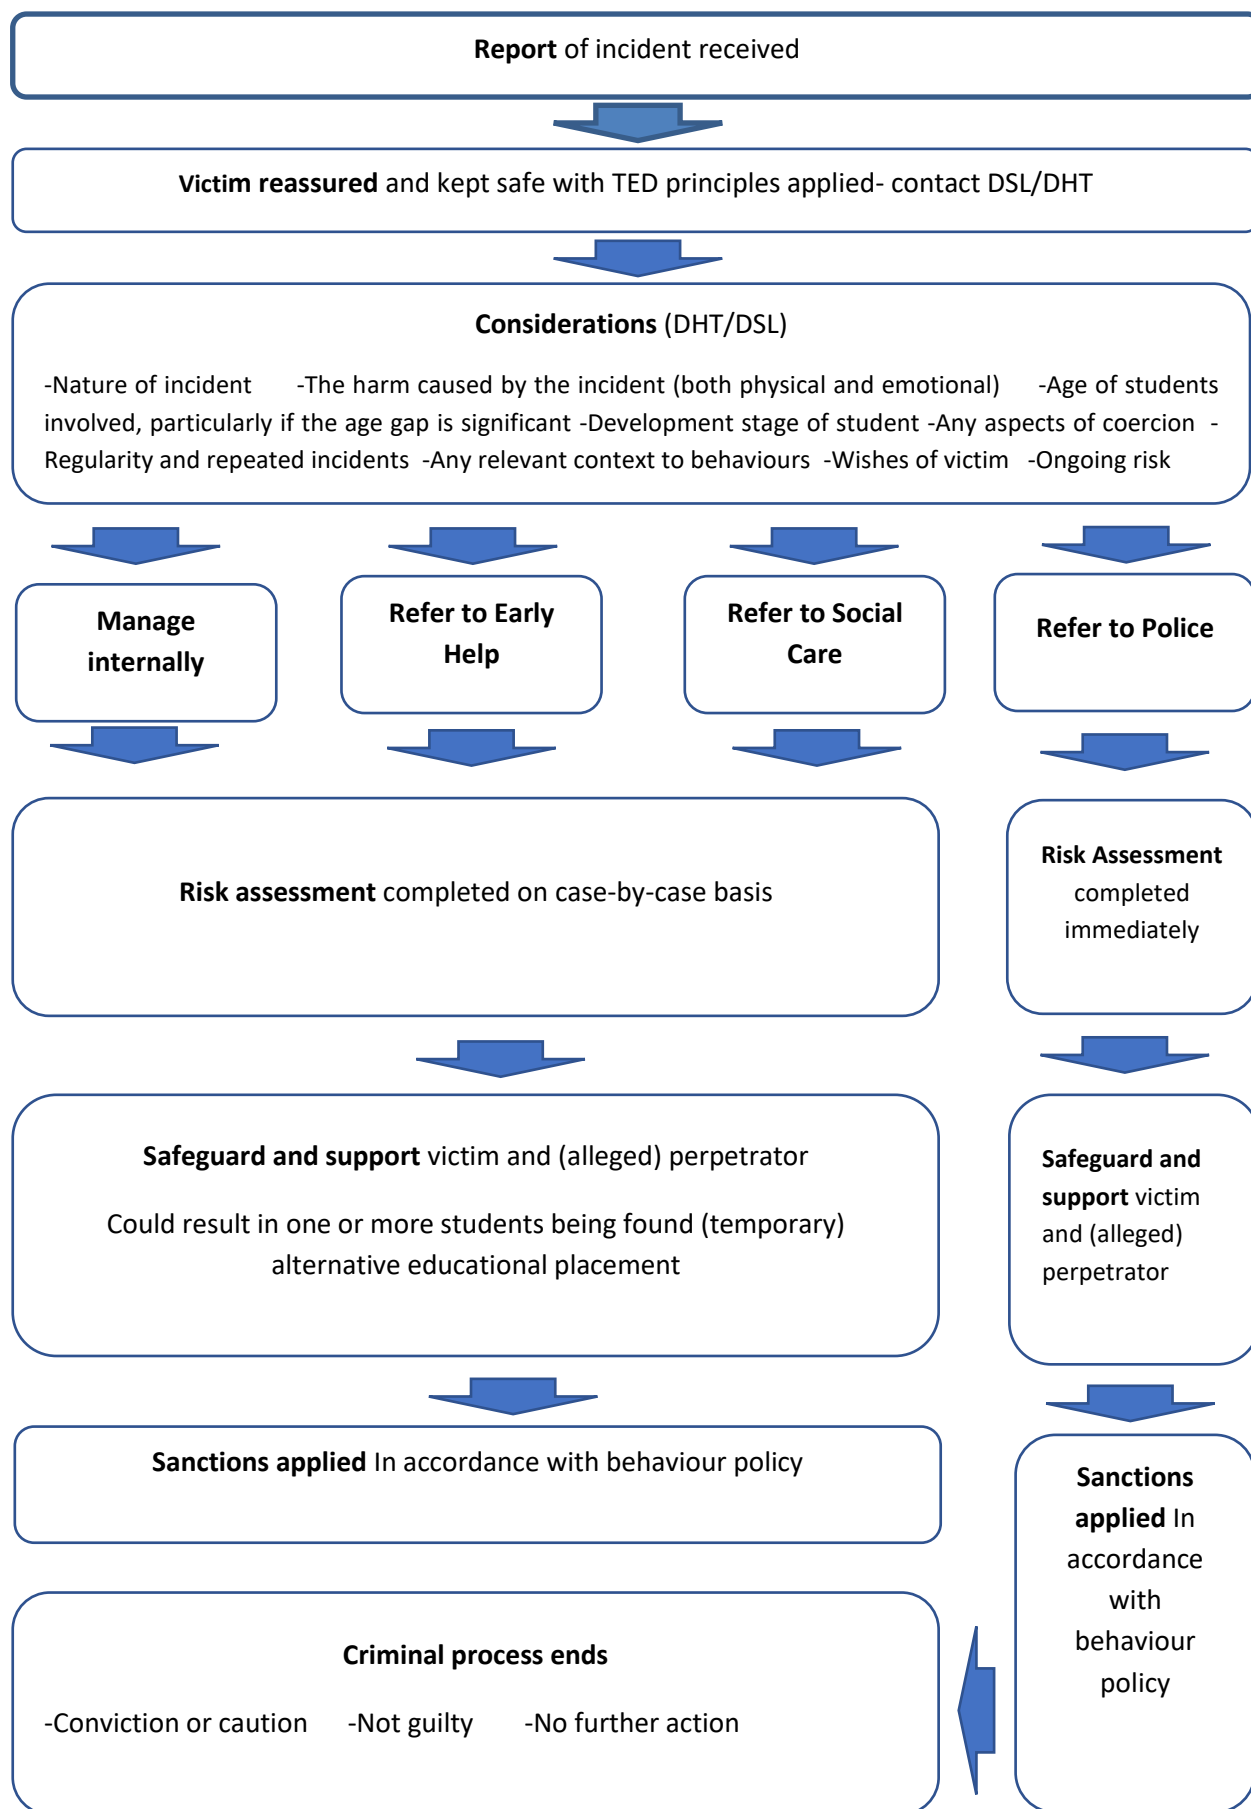 Report of incident received
Victim reassured and kept safe with TED principles applied- contact DSL/DHT
Considerations (DHT/DSL)
-Nature of incident -The harm caused by the incident (both physical and emotional) -Age of students
involved, particularly if the age gap is significant -Development stage of student -Any aspects of coercion -
Regularity and repeated incidents -Any relevant context to behaviours -Wishes of victim -Ongoing risk
Manage
internally
Refer to Early
Help
Refer to Social
Care
Refer to Police
Risk assessment completed on case-by-case basis
Risk Assessment
completed
immediately
Safeguard and support victim and (alleged) perpetrator
Could result in one or more students being found (temporary)
alternative educational placement
Safeguard and
support victim
and (alleged)
perpetrator
Sanctions applied In accordance with behaviour policy
Sanctions
applied In
accordance
with
behaviour
policy
Criminal process ends
-Conviction or caution -Not guilty -No further action